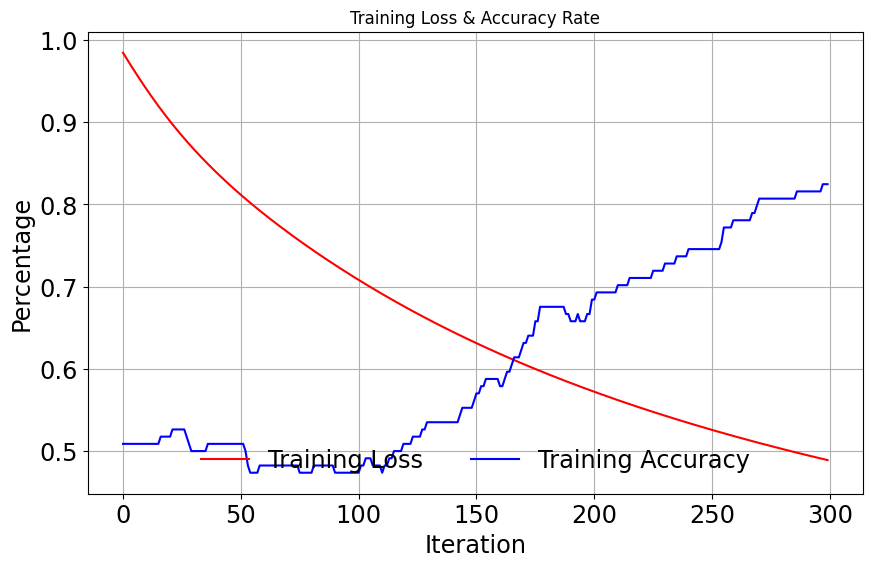 Training Loss & Accuracy Rate
1.0
0.9
0.8
0.7
0.6
0.5
Percentage
Training Loss
Training Accuracy
0 50 100 150 200 250 300
Iteration